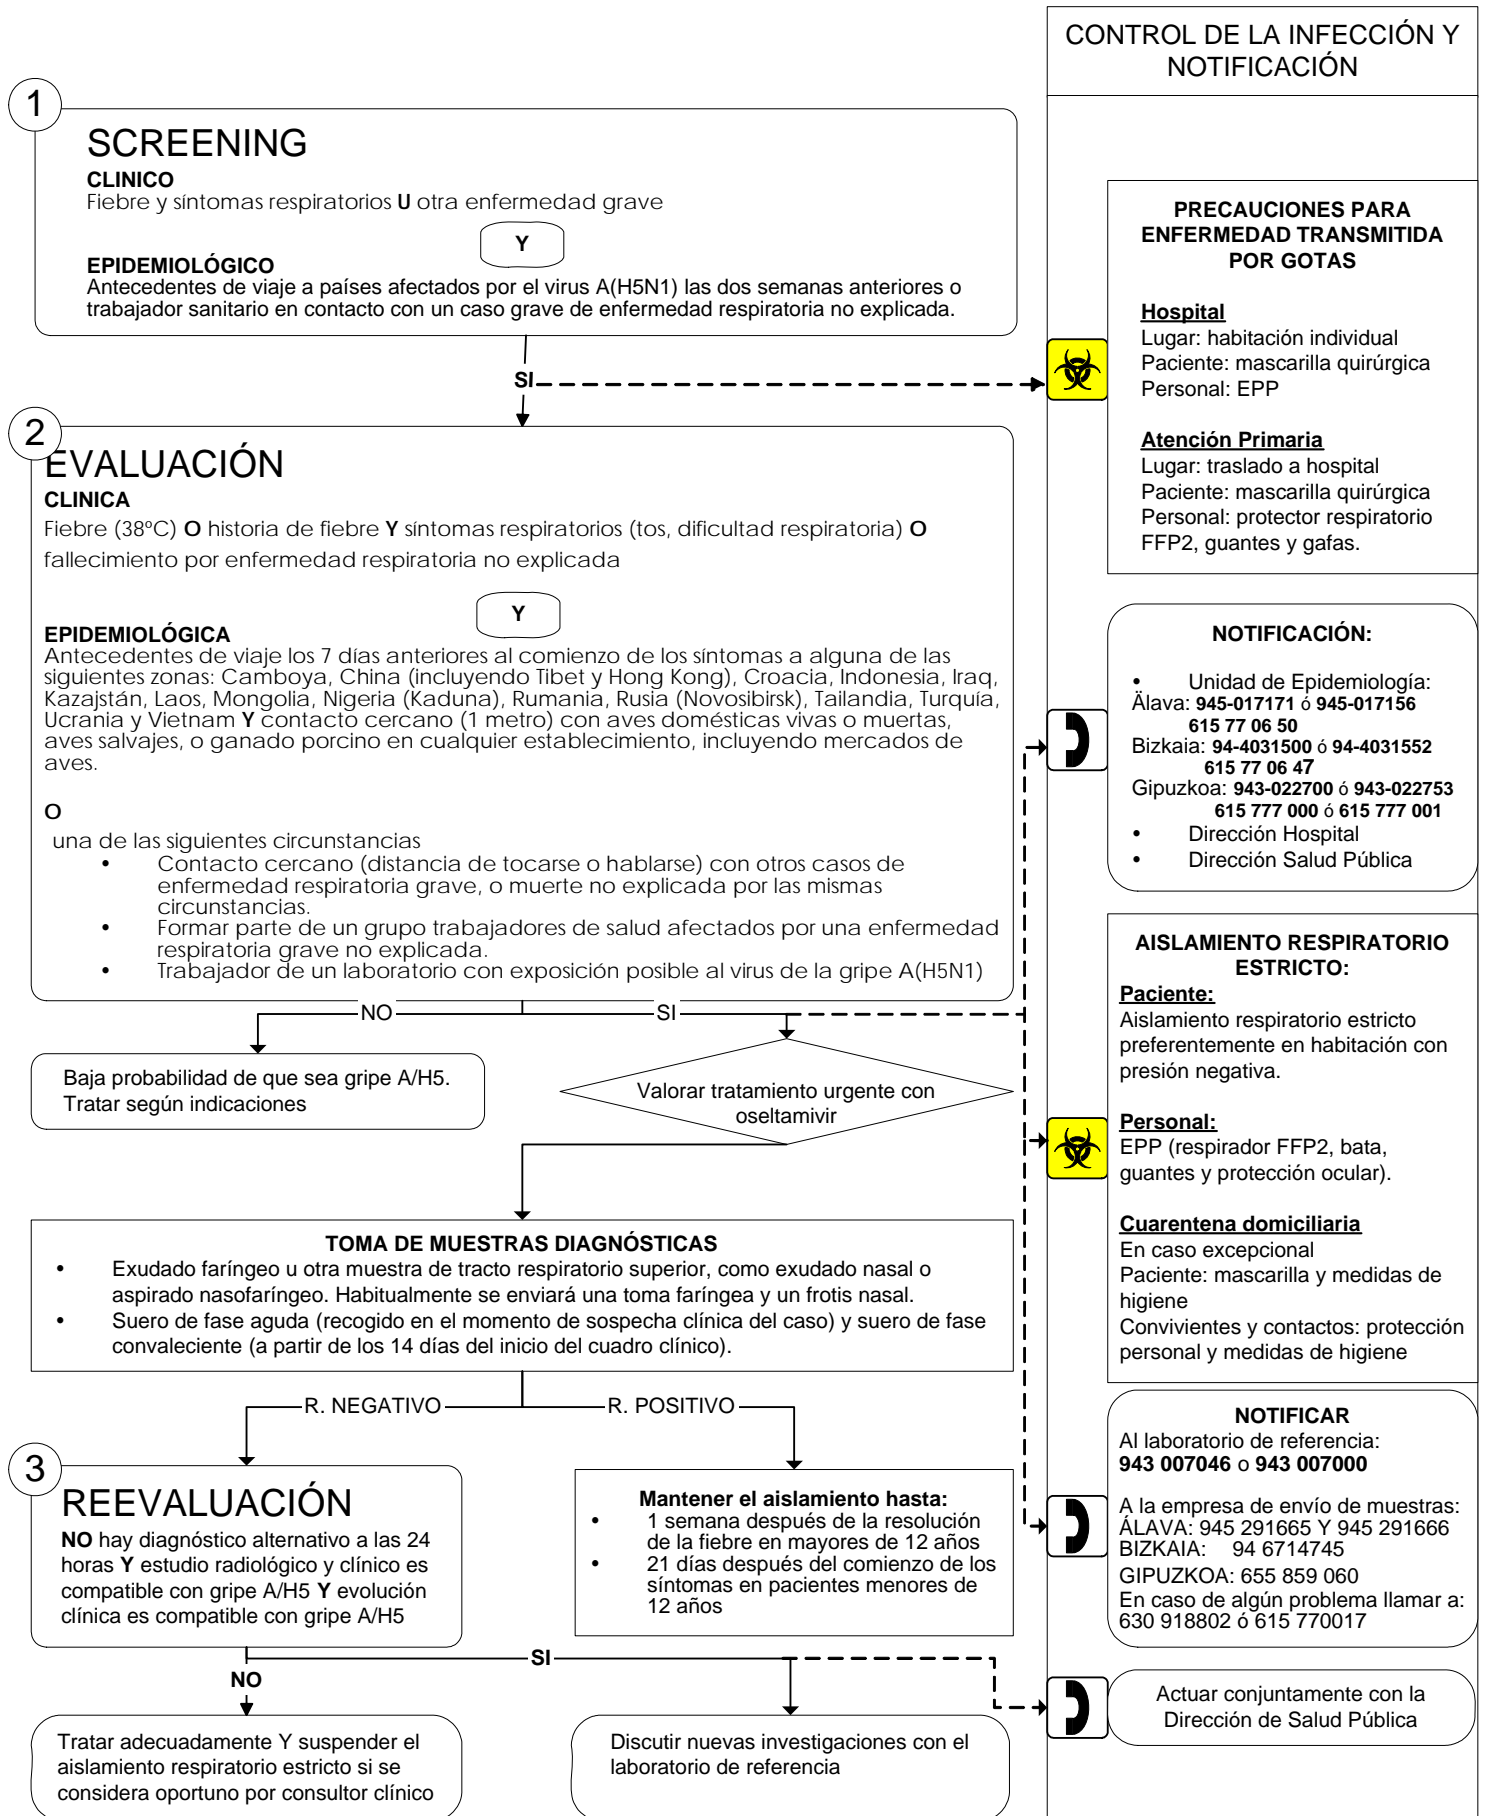 CONTROL DE LA INFECCIÓN Y
NOTIFICACIÓN
1
SCREENING
CLINICO
Fiebre y síntomas respiratorios U otra enfermedad grave
Y
EPIDEMIOLÓGICO
Antecedentes de viaje a países afectados por el virus A(H5N1) las dos semanas anteriores o
trabajador sanitario en contacto con un caso grave de enfermedad respiratoria no explicada.
SI
PRECAUCIONES PARA
ENFERMEDAD TRANSMITIDA
POR GOTAS
Hospital
Lugar: habitación individual
Paciente: mascarilla quirúrgica
Personal: EPP
Atención Primaria
Lugar: traslado a hospital
Paciente: mascarilla quirúrgica
Personal: protector respiratorio
FFP2, guantes y gafas.
2
EVALUACIÓN
CLINICA
Fiebre (38ºC) O historia de fiebre Y síntomas respiratorios (tos, dificultad respiratoria) O
fallecimiento por enfermedad respiratoria no explicada
Y
EPIDEMIOLÓGICA
Antecedentes de viaje los 7 días anteriores al comienzo de los síntomas a alguna de las
siguientes zonas: Camboya, China (incluyendo Tibet y Hong Kong), Croacia, Indonesia, Iraq,
Kazajstán, Laos, Mongolia, Nigeria (Kaduna), Rumania, Rusia (Novosibirsk), Tailandia, Turquía,
Ucrania y Vietnam Y contacto cercano (1 metro) con aves domésticas vivas o muertas,
aves salvajes, o ganado porcino en cualquier establecimiento, incluyendo mercados de
aves.
O
una de las siguientes circunstancias
• Contacto cercano (distancia de tocarse o hablarse) con otros casos de
enfermedad respiratoria grave, o muerte no explicada por las mismas
circunstancias.
• Formar parte de un grupo trabajadores de salud afectados por una enfermedad
respiratoria grave no explicada.
• Trabajador de un laboratorio con exposición posible al virus de la gripe A(H5N1)
NOTIFICACIÓN:
• Unidad de Epidemiología:
Älava: 945-017171 ó 945-017156
615 77 06 50
Bizkaia: 94-4031500 ó 94-4031552
615 77 06 47
Gipuzkoa: 943-022700 ó 943-022753
615 777 000 ó 615 777 001
• Dirección Hospital
• Dirección Salud Pública
NO
SI
Baja probabilidad de que sea gripe A/H5.
Tratar según indicaciones
Valorar tratamiento urgente con
oseltamivir
AISLAMIENTO RESPIRATORIO
ESTRICTO:
Paciente:
Aislamiento respiratorio estricto
preferentemente en habitación con
presión negativa.
Personal:
EPP (respirador FFP2, bata,
guantes y protección ocular).
Cuarentena domiciliaria
En caso excepcional
Paciente: mascarilla y medidas de
higiene
Convivientes y contactos: protección
personal y medidas de higiene
TOMA DE MUESTRAS DIAGNÓSTICAS
• Exudado faríngeo u otra muestra de tracto respiratorio superior, como exudado nasal o
aspirado nasofaríngeo. Habitualmente se enviará una toma faríngea y un frotis nasal.
• Suero de fase aguda (recogido en el momento de sospecha clínica del caso) y suero de fase
convaleciente (a partir de los 14 días del inicio del cuadro clínico).
R. NEGATIVO
R. POSITIVO
3
REEVALUACIÓN
NO hay diagnóstico alternativo a las 24
horas Y estudio radiológico y clínico es
compatible con gripe A/H5 Y evolución
clínica es compatible con gripe A/H5
Mantener el aislamiento hasta:
• 1 semana después de la resolución
de la fiebre en mayores de 12 años
• 21 días después del comienzo de los
síntomas en pacientes menores de
12 años
NOTIFICAR
Al laboratorio de referencia:
943 007046 o 943 007000
A la empresa de envío de muestras:
ÁLAVA: 945 291665 Y 945 291666
BIZKAIA: 94 6714745
GIPUZKOA: 655 859 060
En caso de algún problema llamar a:
630 918802 ó 615 770017
NO
SI
Tratar adecuadamente Y suspender el
aislamiento respiratorio estricto si se
considera oportuno por consultor clínico
Discutir nuevas investigaciones con el
laboratorio de referencia
Actuar conjuntamente con la
Dirección de Salud Pública